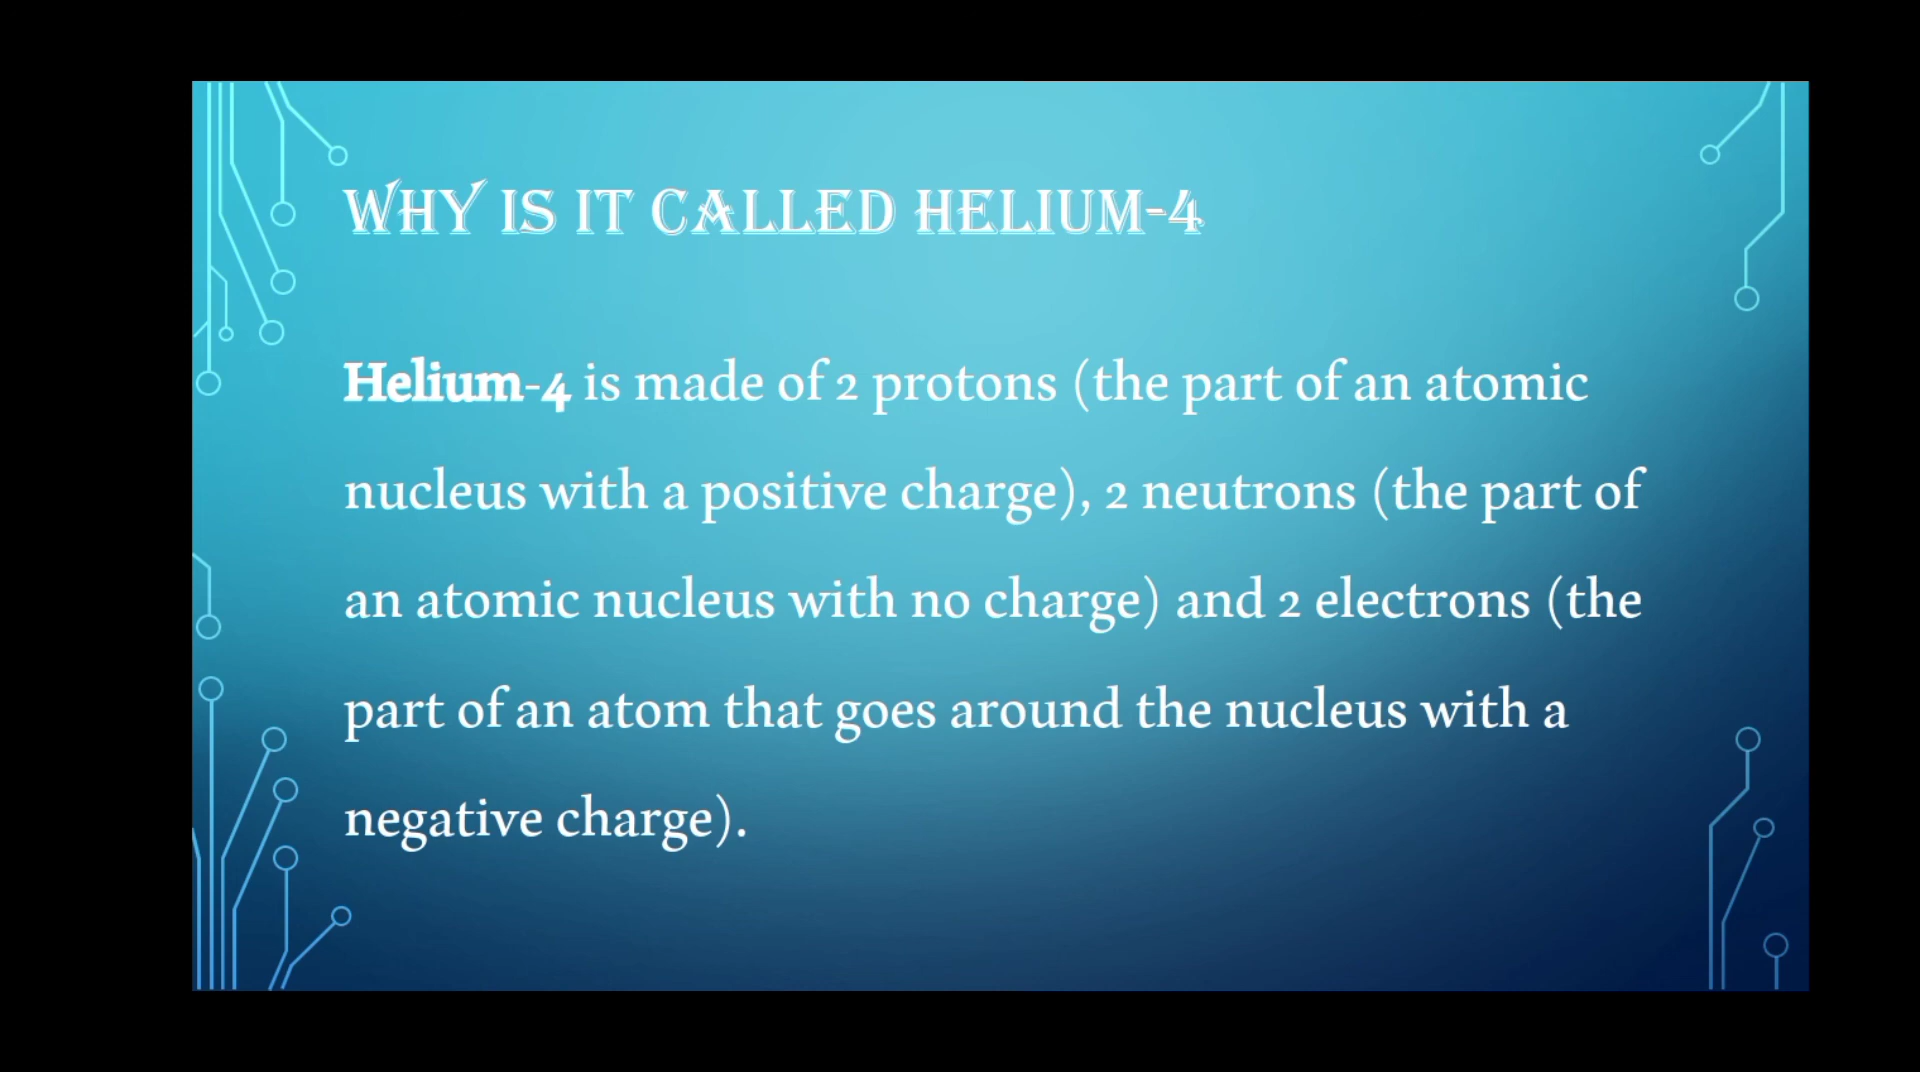 WHY IS IT CALLED HELIUM-4
Helium-4 is made of 2 protons (the part of an atomic
nucleus with a positive charge), 2 neutrons (the part of
an atomic nucleus with no charge) and 2 electrons (the
part of an atom that goes around the nucleus with a
negative charge).